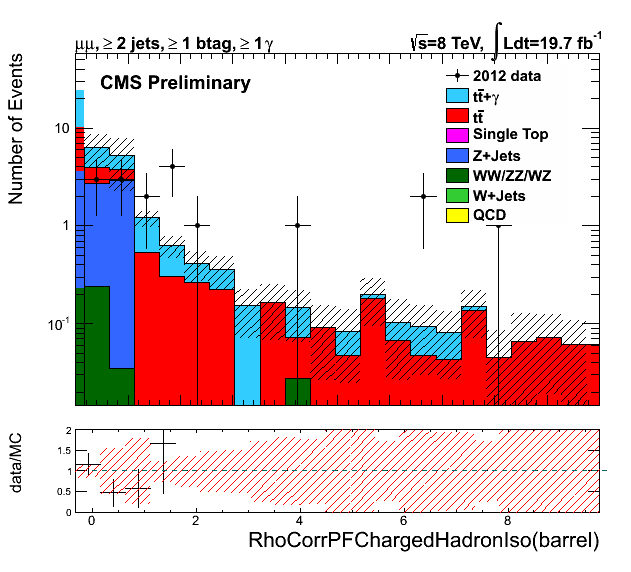 μμ, ≥ 2 jets, ≥ 1 btag, ≥ 1 γ √s=8 TeV, ∫ Ldt=19.7 fb⁻¹
CMS Preliminary
2012 data
tt̄+γ
tt̄
Single Top
Z+Jets
WW/ZZ/WZ
W+Jets
QCD
Number of Events
10
1
10⁻¹
data/MC
2
1.5
1
0.5
0
0 2 4 6 8
RhoCorrPFChargedHadronIso(barrel)